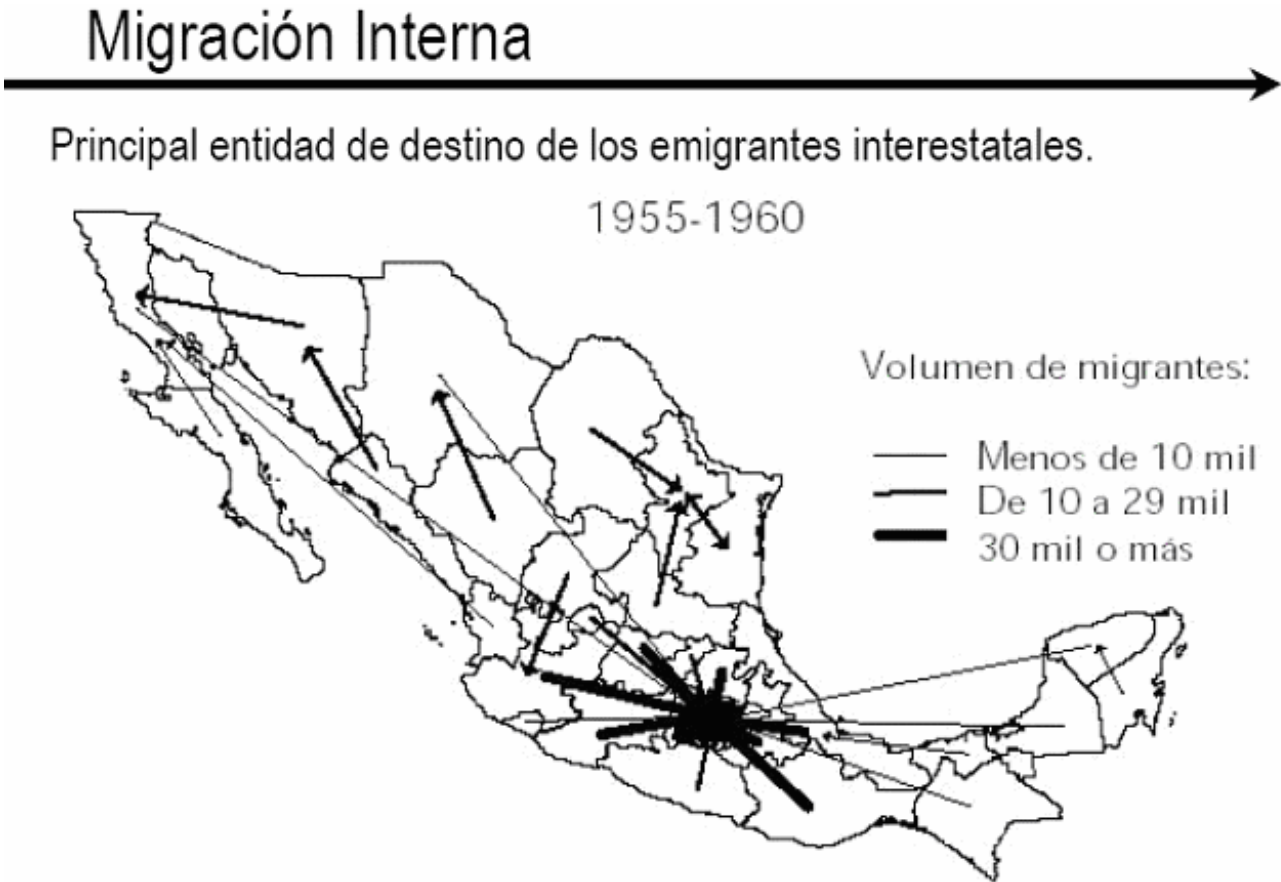 Migración Interna
Principal entidad de destino de los emigrantes interestatales.
1955-1960
Volumen de migrantes:
Menos de 10 mil
De 10 a 29 mil
30 mil o más